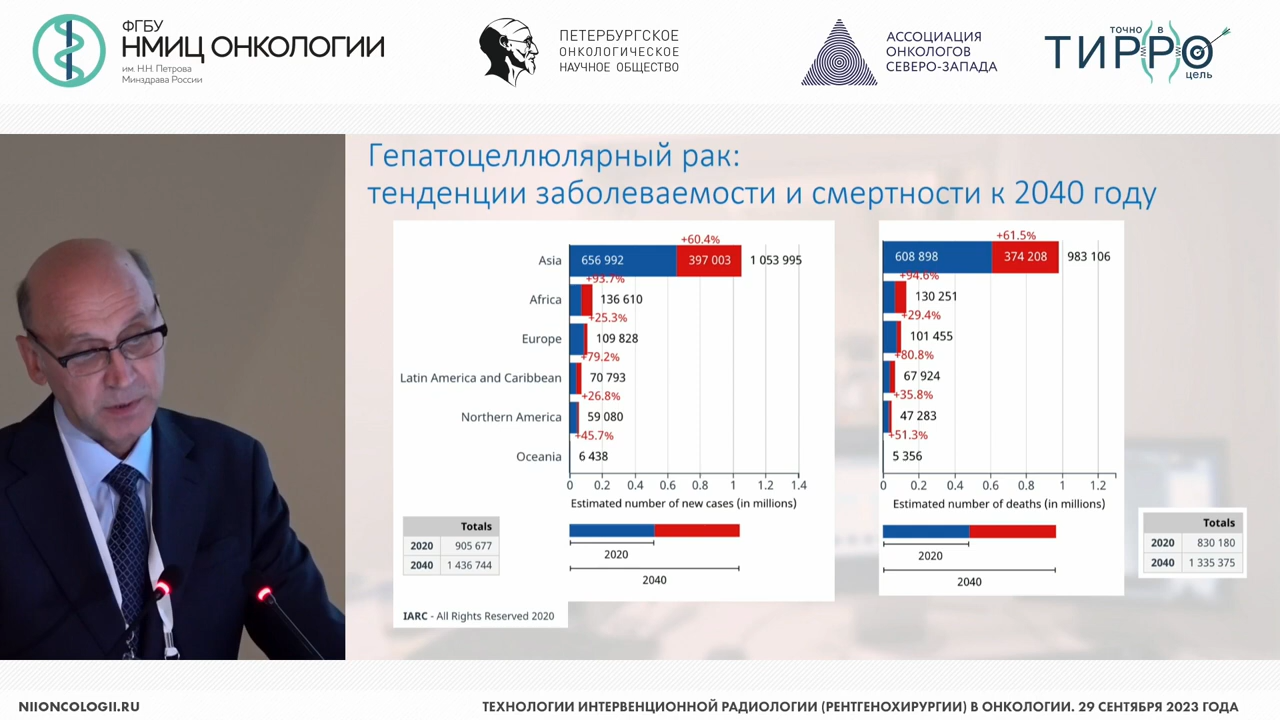 ФГБУ
НМИЦ ОНКОЛОГИИ
им. Н.Н. Петрова
Минздрава России
ПЕТЕРБУРГСКОЕ
ОНКОЛОГИЧЕСКОЕ
НАУЧНОЕ ОБЩЕСТВО
АССОЦИАЦИЯ
ОНКОЛОГОВ
СЕВЕРО-ЗАПАДА
ТОЧНО В
ТИРРО
цель
Гепатоцеллюлярный рак:
тенденции заболеваемости и смертности к 2040 году
+60.4%
Asia 656 992 397 003 1 053 995
+93.7%
Africa 136 610
+25.3%
Europe 109 828
+79.2%
Latin America and Caribbean 70 793
+26.8%
Northern America 59 080
+45.7%
Oceania 6 438
0 0.2 0.4 0.6 0.8 1 1.2 1.4
Estimated number of new cases (in millions)
2020
2040
Totals
2020 905 677
2040 1 436 744
IARC - All Rights Reserved 2020
+61.5%
608 898 374 208 983 106
+94.6%
130 251
+29.4%
101 455
+80.8%
67 924
+35.8%
47 283
+51.3%
5 356
0 0.2 0.4 0.6 0.8 1 1.2
Estimated number of deaths (in millions)
2020
2040
Totals
2020 830 180
2040 1 335 375
NIIONCOLOGII.RU
ТЕХНОЛОГИИ ИНТЕРВЕНЦИОННОЙ РАДИОЛОГИИ (РЕНТГЕНОХИРУРГИИ) В ОНКОЛОГИИ. 29 СЕНТЯБРЯ 2023 ГОДА